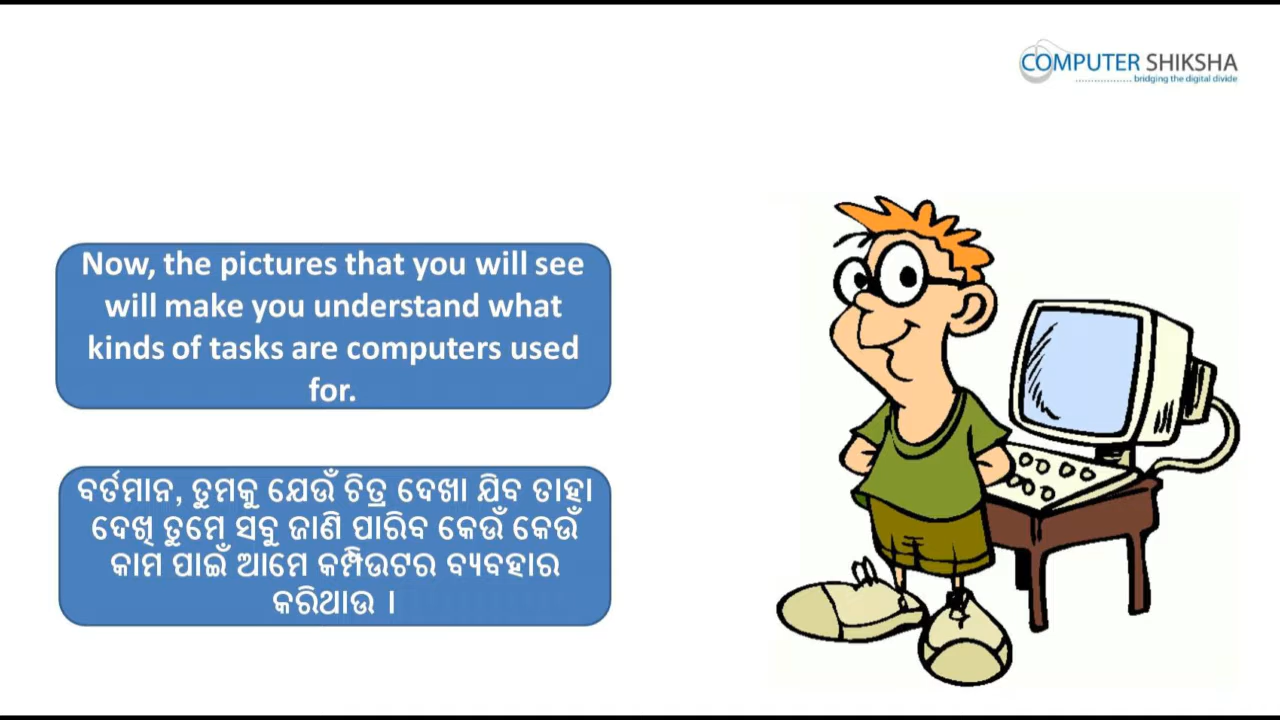 COMPUTER SHIKSHA
bridging the digital divide
Now, the pictures that you will see
will make you understand what
kinds of tasks are computers used
for.
ବର୍ତମାନ, ତୁମକୁ ଯେଉଁ ଚିତ୍ର ଦେଖା ଯିବ ତାହା
ଦେଖି ତୁମେ ସବୁ ଜାଣି ପାରିବ କେଉଁ କେଉଁ
କାମ ପାଇଁ ଆମେ କମ୍ପିଉଟର ବ୍ୟବହାର
କରିଥାଉ ।